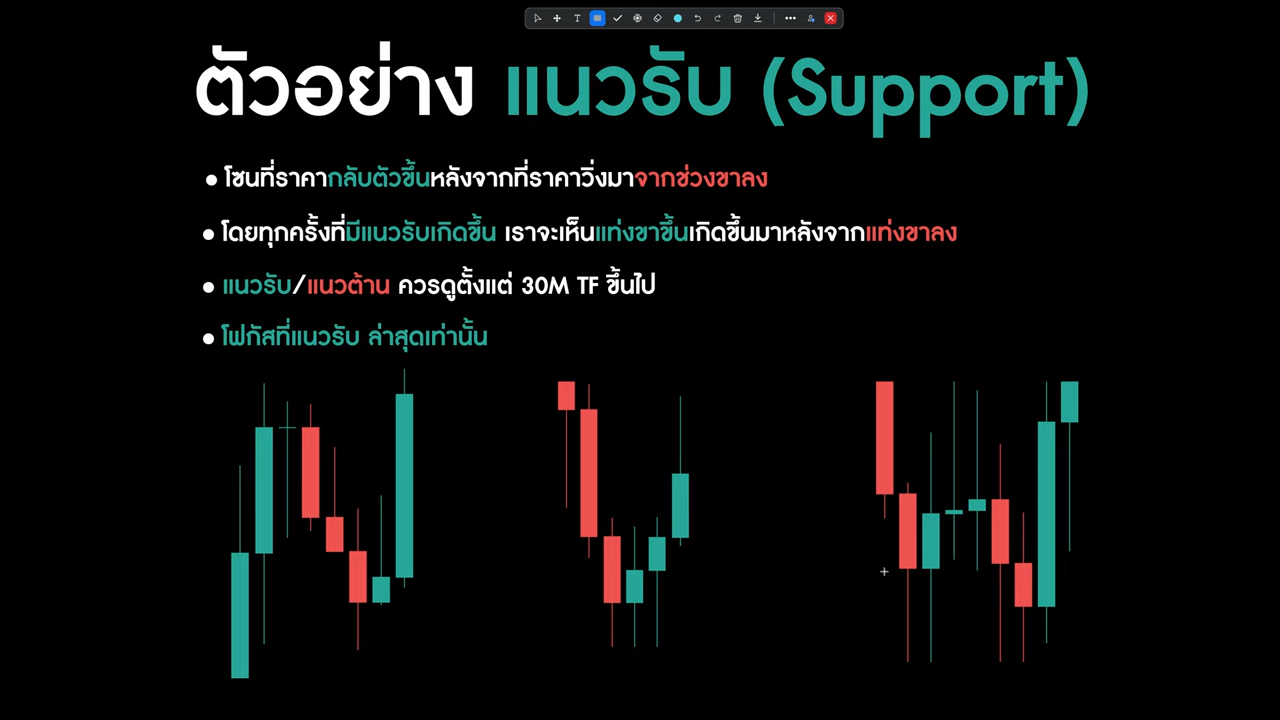 ตัวอย่าง แนวรับ (Support)
● โซนที่ราคากลับตัวขึ้นหลังจากที่ราคาวิ่งมาจากช่วงขาลง
● โดยทุกครั้งที่มีแนวรับเกิดขึ้น เราจะเห็นแท่งขาขึ้นเกิดขึ้นมาหลังจากแท่งขาลง
● แนวรับ/แนวต้าน ควรดูตั้งแต่ 30M TF ขึ้นไป
● โฟกัสที่แนวรับ ล่าสุดเท่านั้น